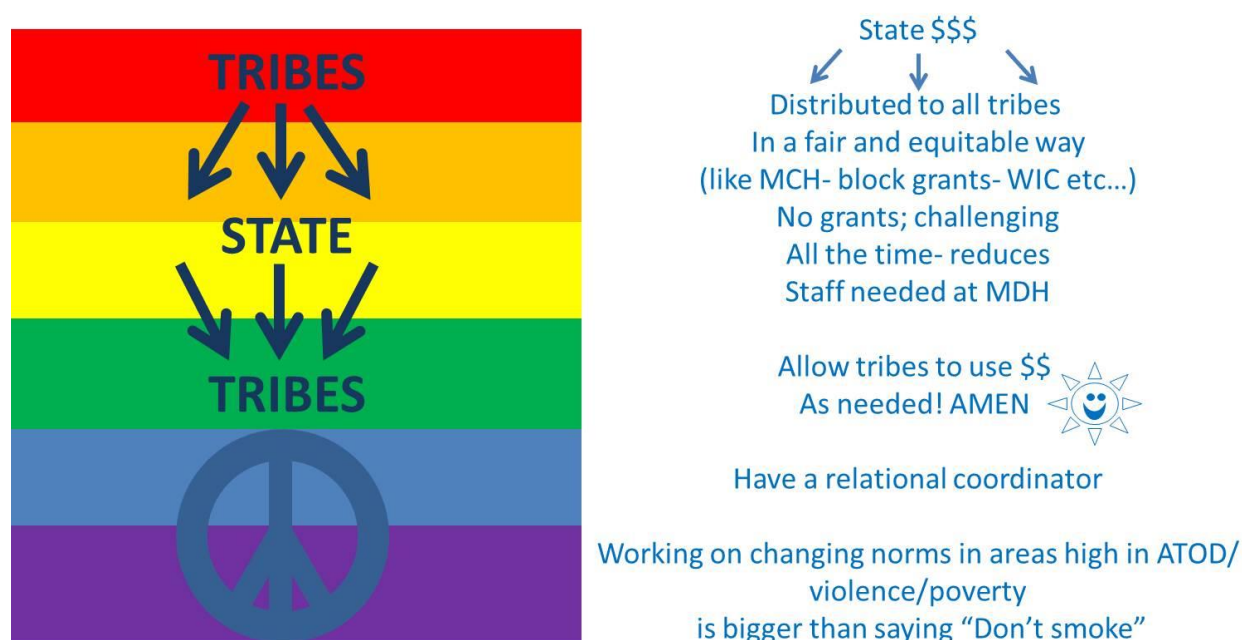 TRIBES
STATE
TRIBES
State $$$
Distributed to all tribes
In a fair and equitable way
(like MCH- block grants- WIC etc...)
No grants; challenging
All the time- reduces
Staff needed at MDH
Allow tribes to use $$
As needed! AMEN
Have a relational coordinator
Working on changing norms in areas high in ATOD/
violence/poverty
is bigger than saying “Don’t smoke”